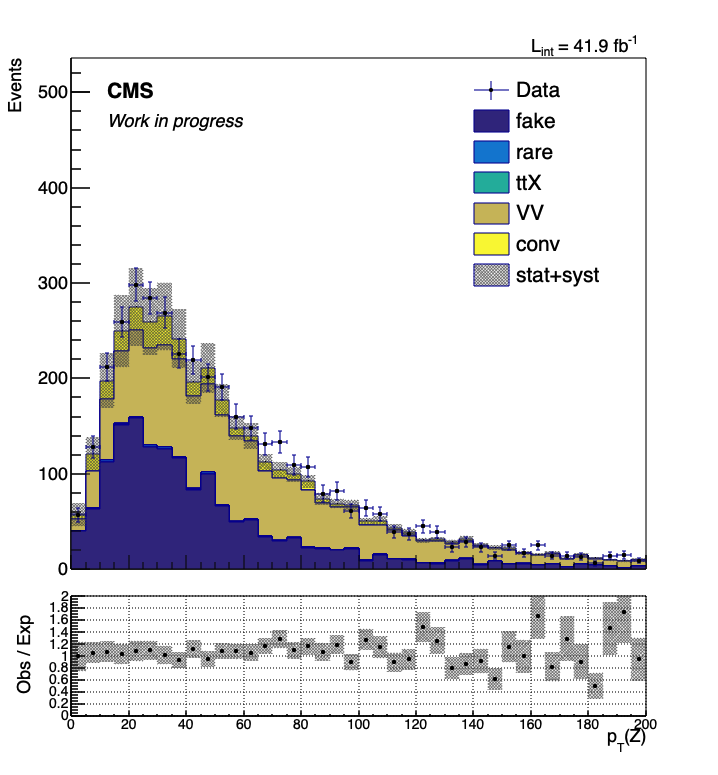 L_int = 41.9 fb^-1
Events
500
400
300
200
100
0
CMS
Work in progress
Data
fake
rare
ttX
VV
conv
stat+syst
Obs / Exp
2
1.8
1.6
1.4
1.2
1
0.8
0.6
0.4
0.2
0
0 20 40 60 80 100 120 140 160 180 200
p_T(Z)